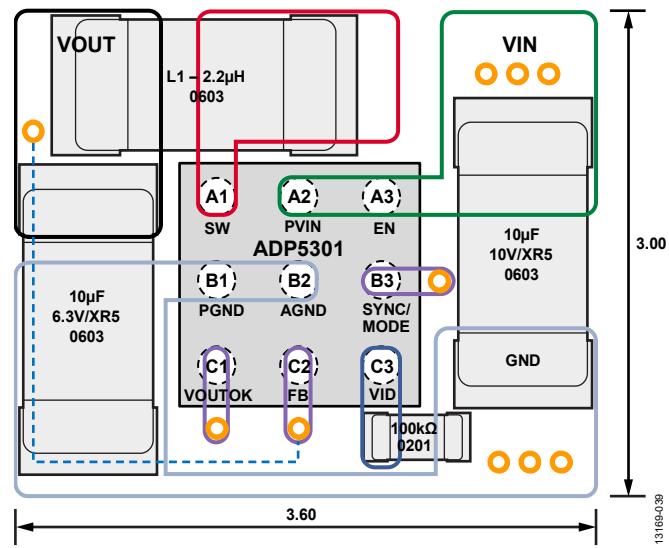 VOUT
L1 – 2.2µH
0603
VIN
A1
A2
A3
SW
PVIN
EN
ADP5301
10µF
10V/XR5
0603
3.00
B1
B2
B3
PGND
AGND
SYNC/
MODE
10µF
6.3V/XR5
0603
GND
C1
C2
C3
VOUTOK
FB
VID
100kΩ
0201
3.60
13169-039